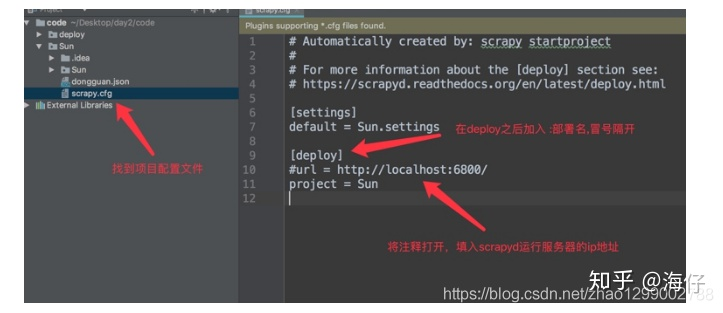 code ~/Desktop/day2/code
deploy
Sun
.idea
Sun
dongguan.json
scrapy.cfg
External Libraries
找到项目配置文件
scrapy.cfg
Plugins supporting *.cfg files found.
1 # Automatically created by: scrapy startproject
2 #
3 # For more information about the [deploy] section see:
4 # https://scrapyd.readthedocs.org/en/latest/deploy.html
5
6 [settings]
7 default = Sun.settings
在deploy之后加入 :部署名,冒号隔开
8
9 [deploy]
10 #url = http://localhost:6800/
11 project = Sun
12
将注释打开，填入scrapyd运行服务器的ip地址
知乎 @海仔
https://blog.csdn.net/zhao1299002788